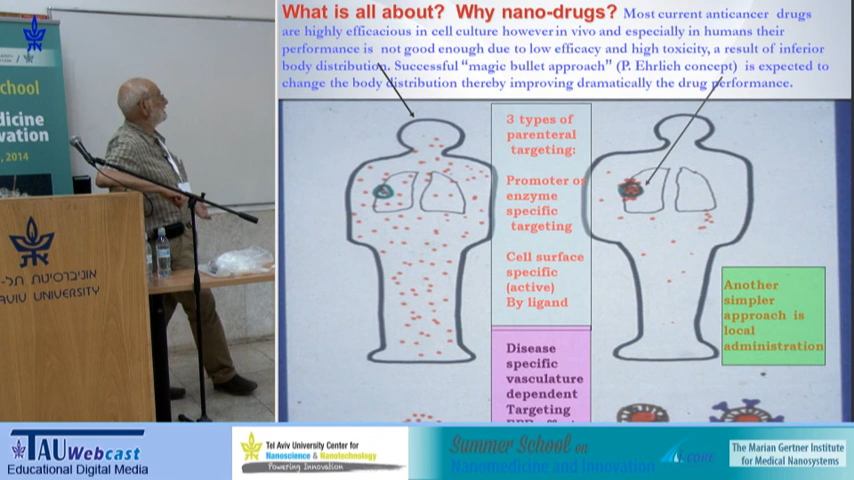 What is all about? Why nano-drugs? Most current anticancer drugs
are highly efficacious in cell culture however in vivo and especially in humans their
performance is not good enough due to low efficacy and high toxicity, a result of inferior
body distribution. Successful “magic bullet approach” (P. Ehrlich concept) is expected to
change the body distribution thereby improving dramatically the drug performance.
3 types of
parenteral
targeting:
Promoter or
enzyme
specific
targeting
Cell surface
specific
(active)
By ligand
Disease
specific
vasculature
dependent
Targeting
Another
simpler
approach is
local
administration
chool
dicine
vation
, 2014
אוניברסיטת תל-
AVIV UNIVERSITY
TAU Webcast
Educational Digital Media
Tel Aviv University Center for
Nanoscience & Nanotechnology
Powering Innovation
Summer School on
Nanomedicine and Innovation
i-CORE
The Marian Gertner Institute
for Medical Nanosystems